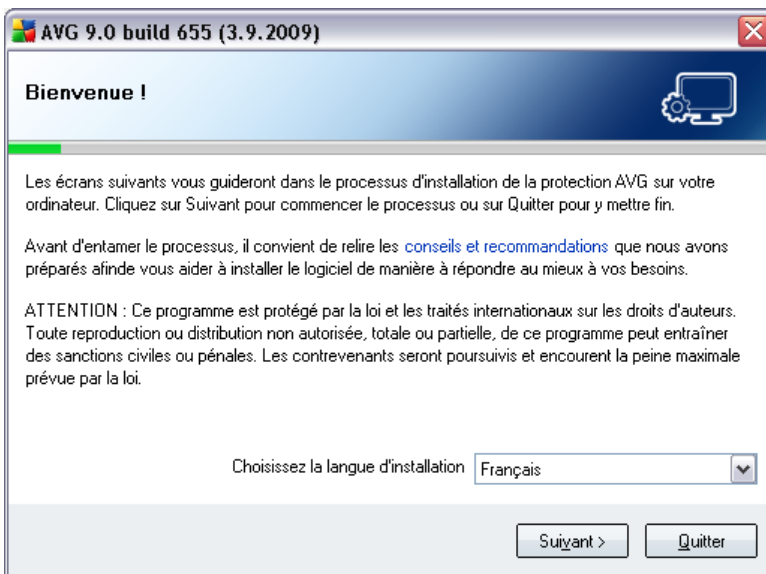 AVG 9.0 build 655 (3.9.2009)
Bienvenue !
Les écrans suivants vous guideront dans le processus d'installation de la protection AVG sur votre
ordinateur. Cliquez sur Suivant pour commencer le processus ou sur Quitter pour y mettre fin.
Avant d'entamer le processus, il convient de relire les conseils et recommandations que nous avons
préparés afinde vous aider à installer le logiciel de manière à répondre au mieux à vos besoins.
ATTENTION : Ce programme est protégé par la loi et les traités internationaux sur les droits d'auteurs.
Toute reproduction ou distribution non autorisée, totale ou partielle, de ce programme peut entraîner
des sanctions civiles ou pénales. Les contrevenants seront poursuivis et encourent la peine maximale
prévue par la loi.
Choisissez la langue d'installation Français
Suivant > Quitter